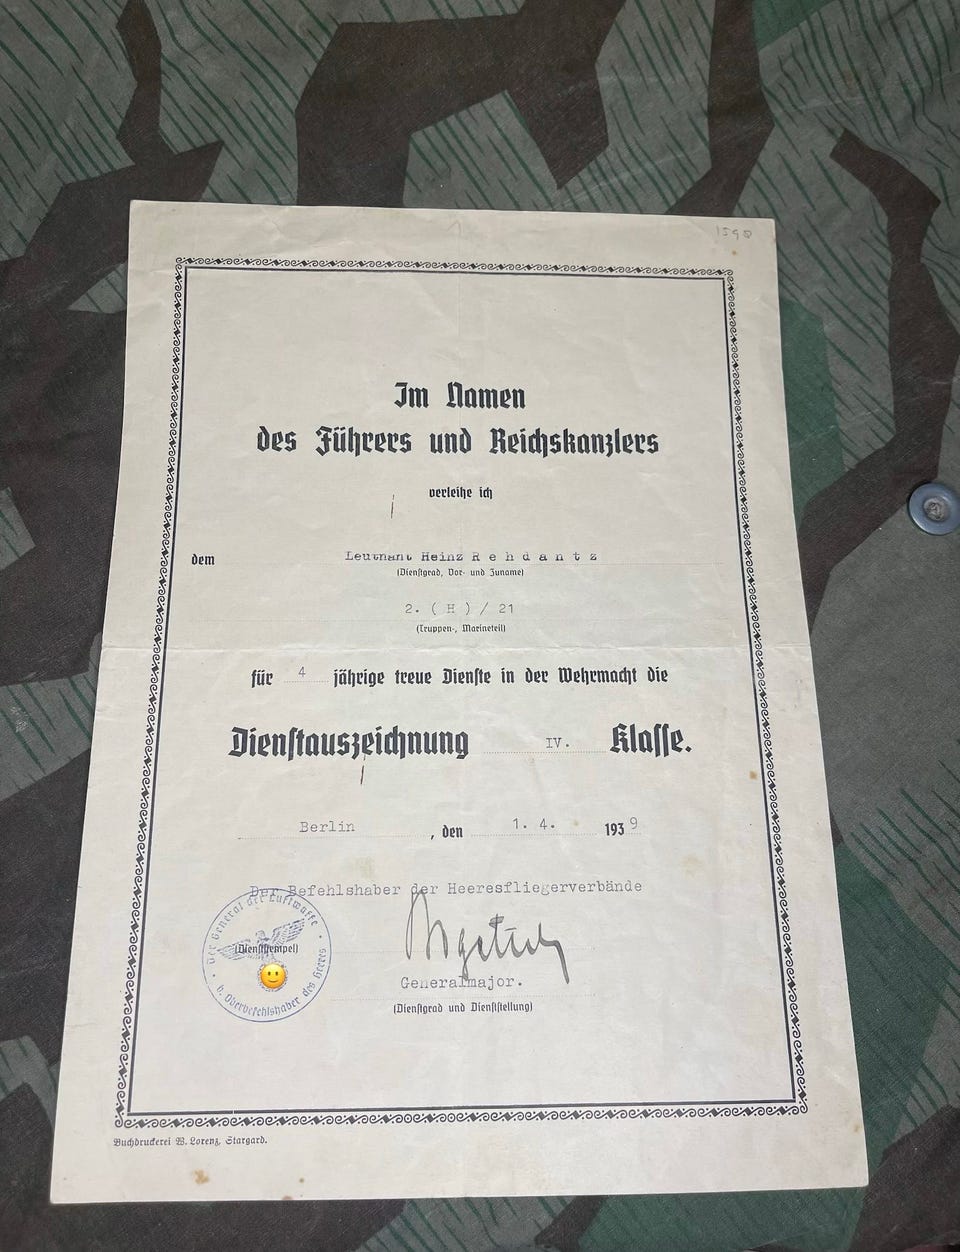 1590
Im Namen
des Führers und Reichskanzlers
verleihe ich
dem Leutnant Heinz Rehdantz
(Dienstgrad, Vor- und Zuname)
2. (H) / 21
(Truppen-, Marineteil)
für 4 jährige treue Dienste in der Wehrmacht die
Dienstauszeichnung IV. Klasse.
Berlin, den 1. 4. 1939
Der Befehlshaber der Heeresfliegerverbände
Der General der Luftwaffe
b. Oberbefehlshaber des Heeres
(Dienststempel)
Generalmajor.
(Dienstgrad und Dienststellung)
Buchdruckerei W. Lorenz, Stargard.